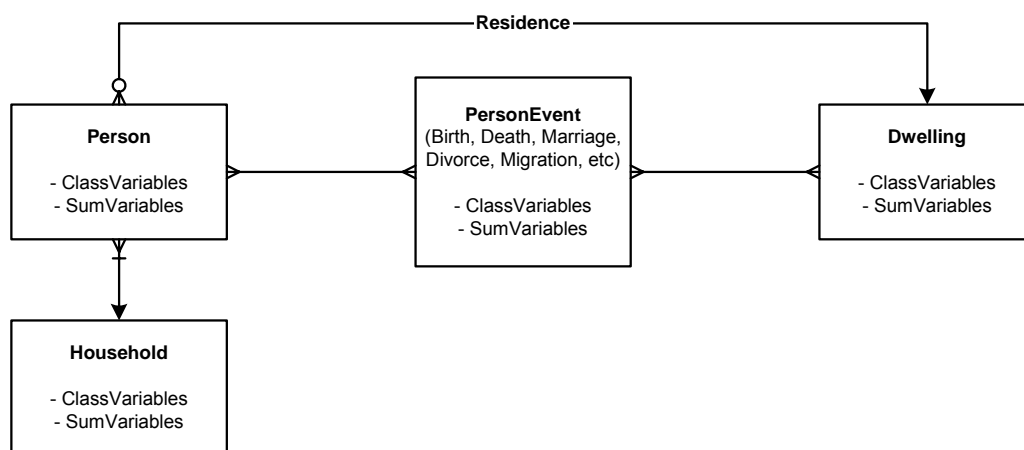 Residence
Person
- ClassVariables
- SumVariables
PersonEvent
(Birth, Death, Marriage,
Divorce, Migration, etc)
- ClassVariables
- SumVariables
Dwelling
- ClassVariables
- SumVariables
Household
- ClassVariables
- SumVariables